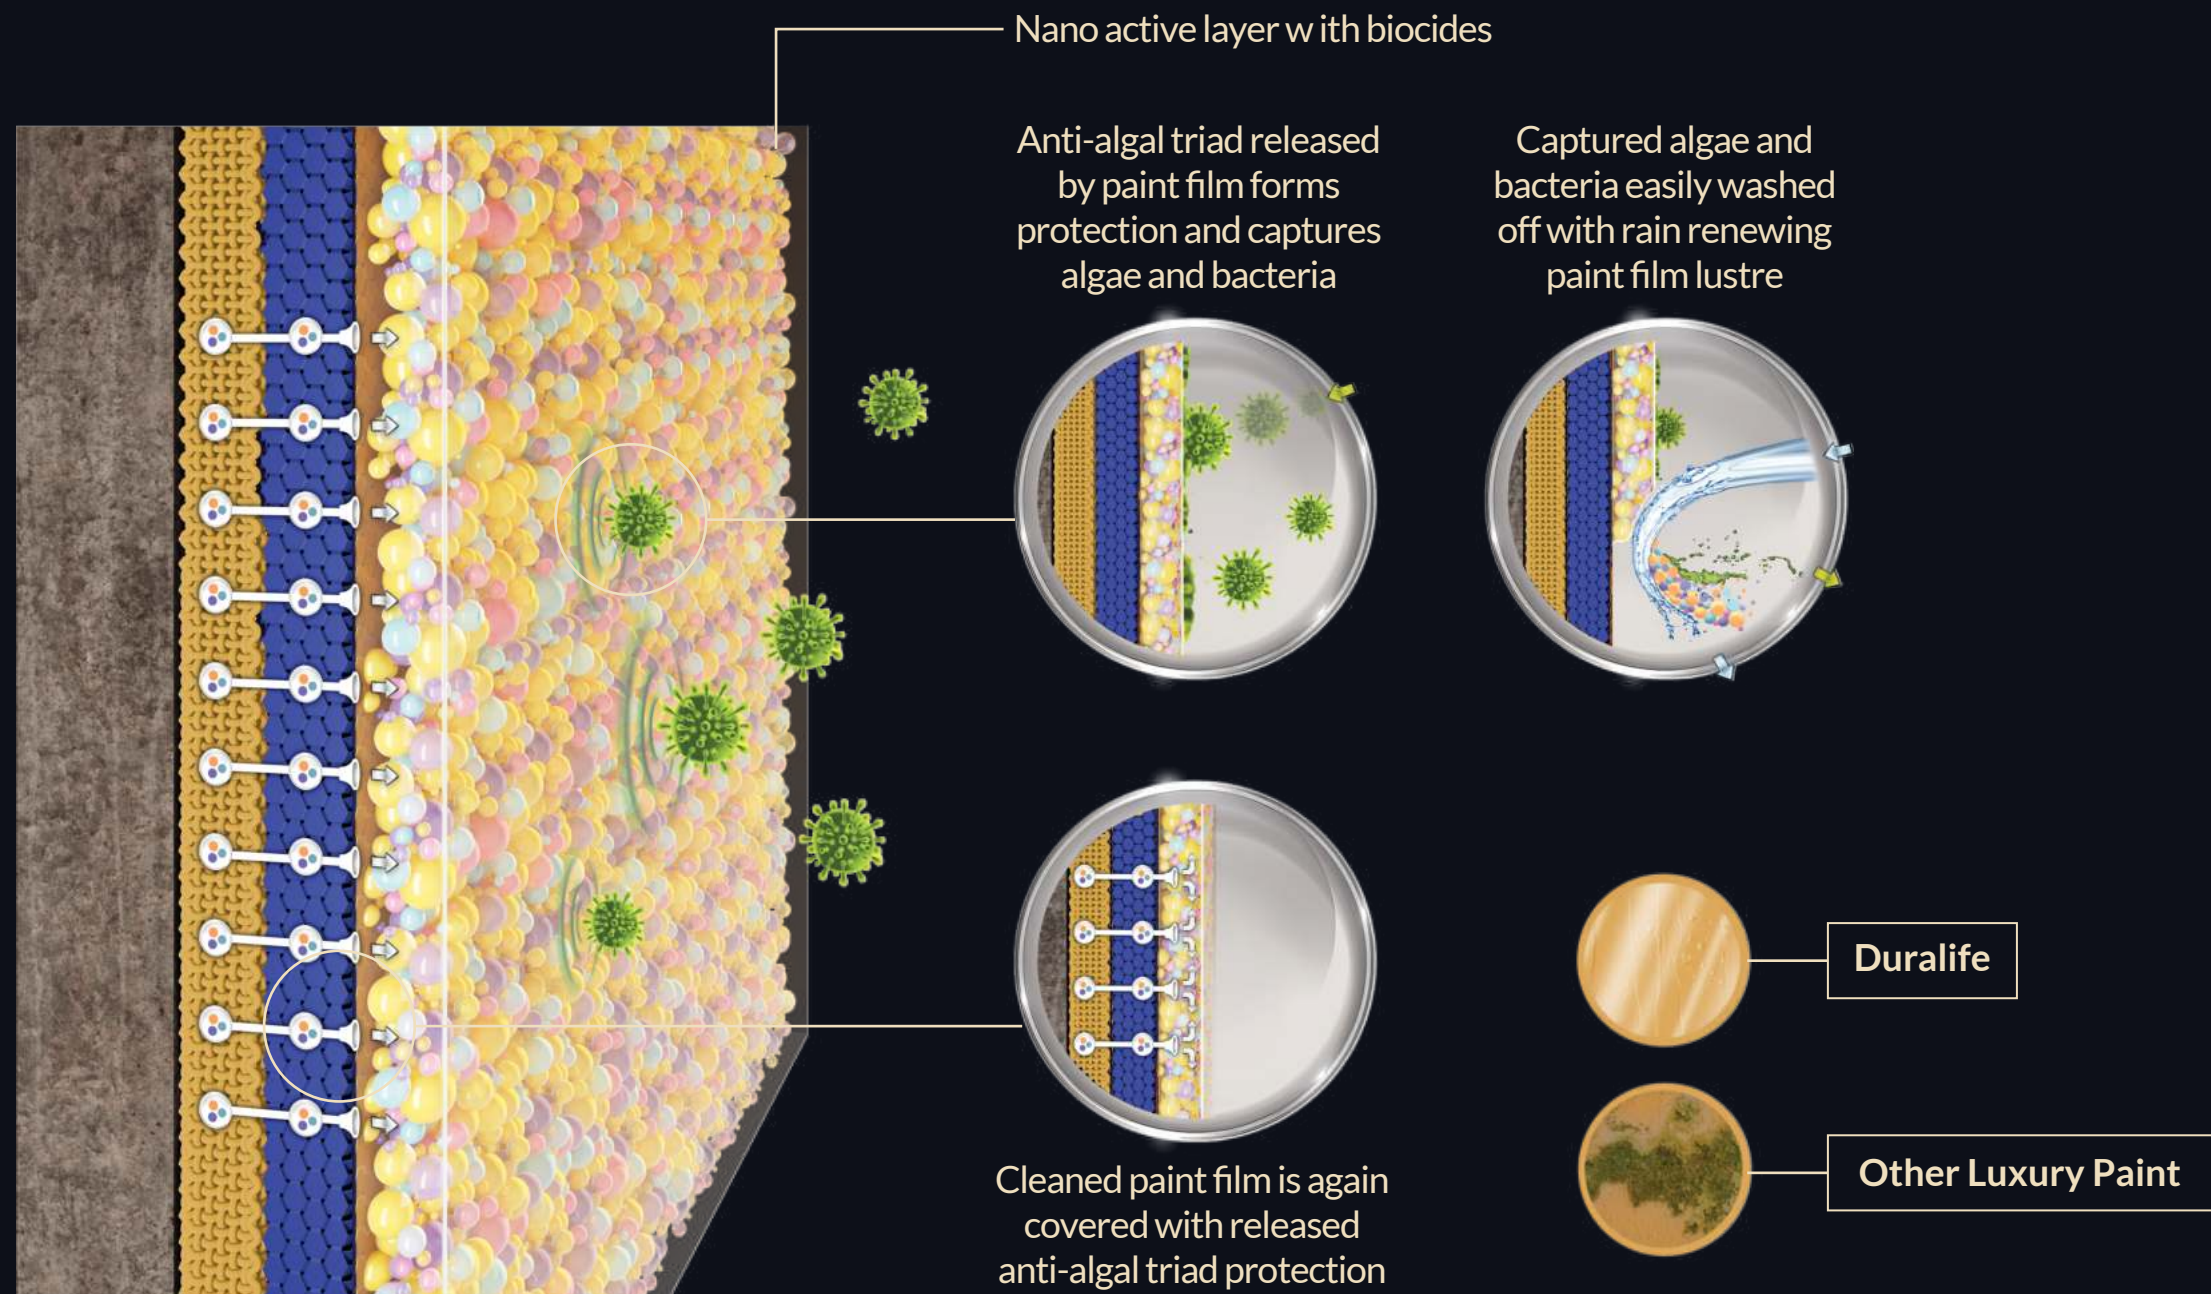 Nano active layer w ith biocides
Anti-algal triad released
by paint film forms
protection and captures
algae and bacteria
Captured algae and
bacteria easily washed
off with rain renewing
paint film lustre
Cleaned paint film is again
covered with released
anti-algal triad protection
Duralife
Other Luxury Paint